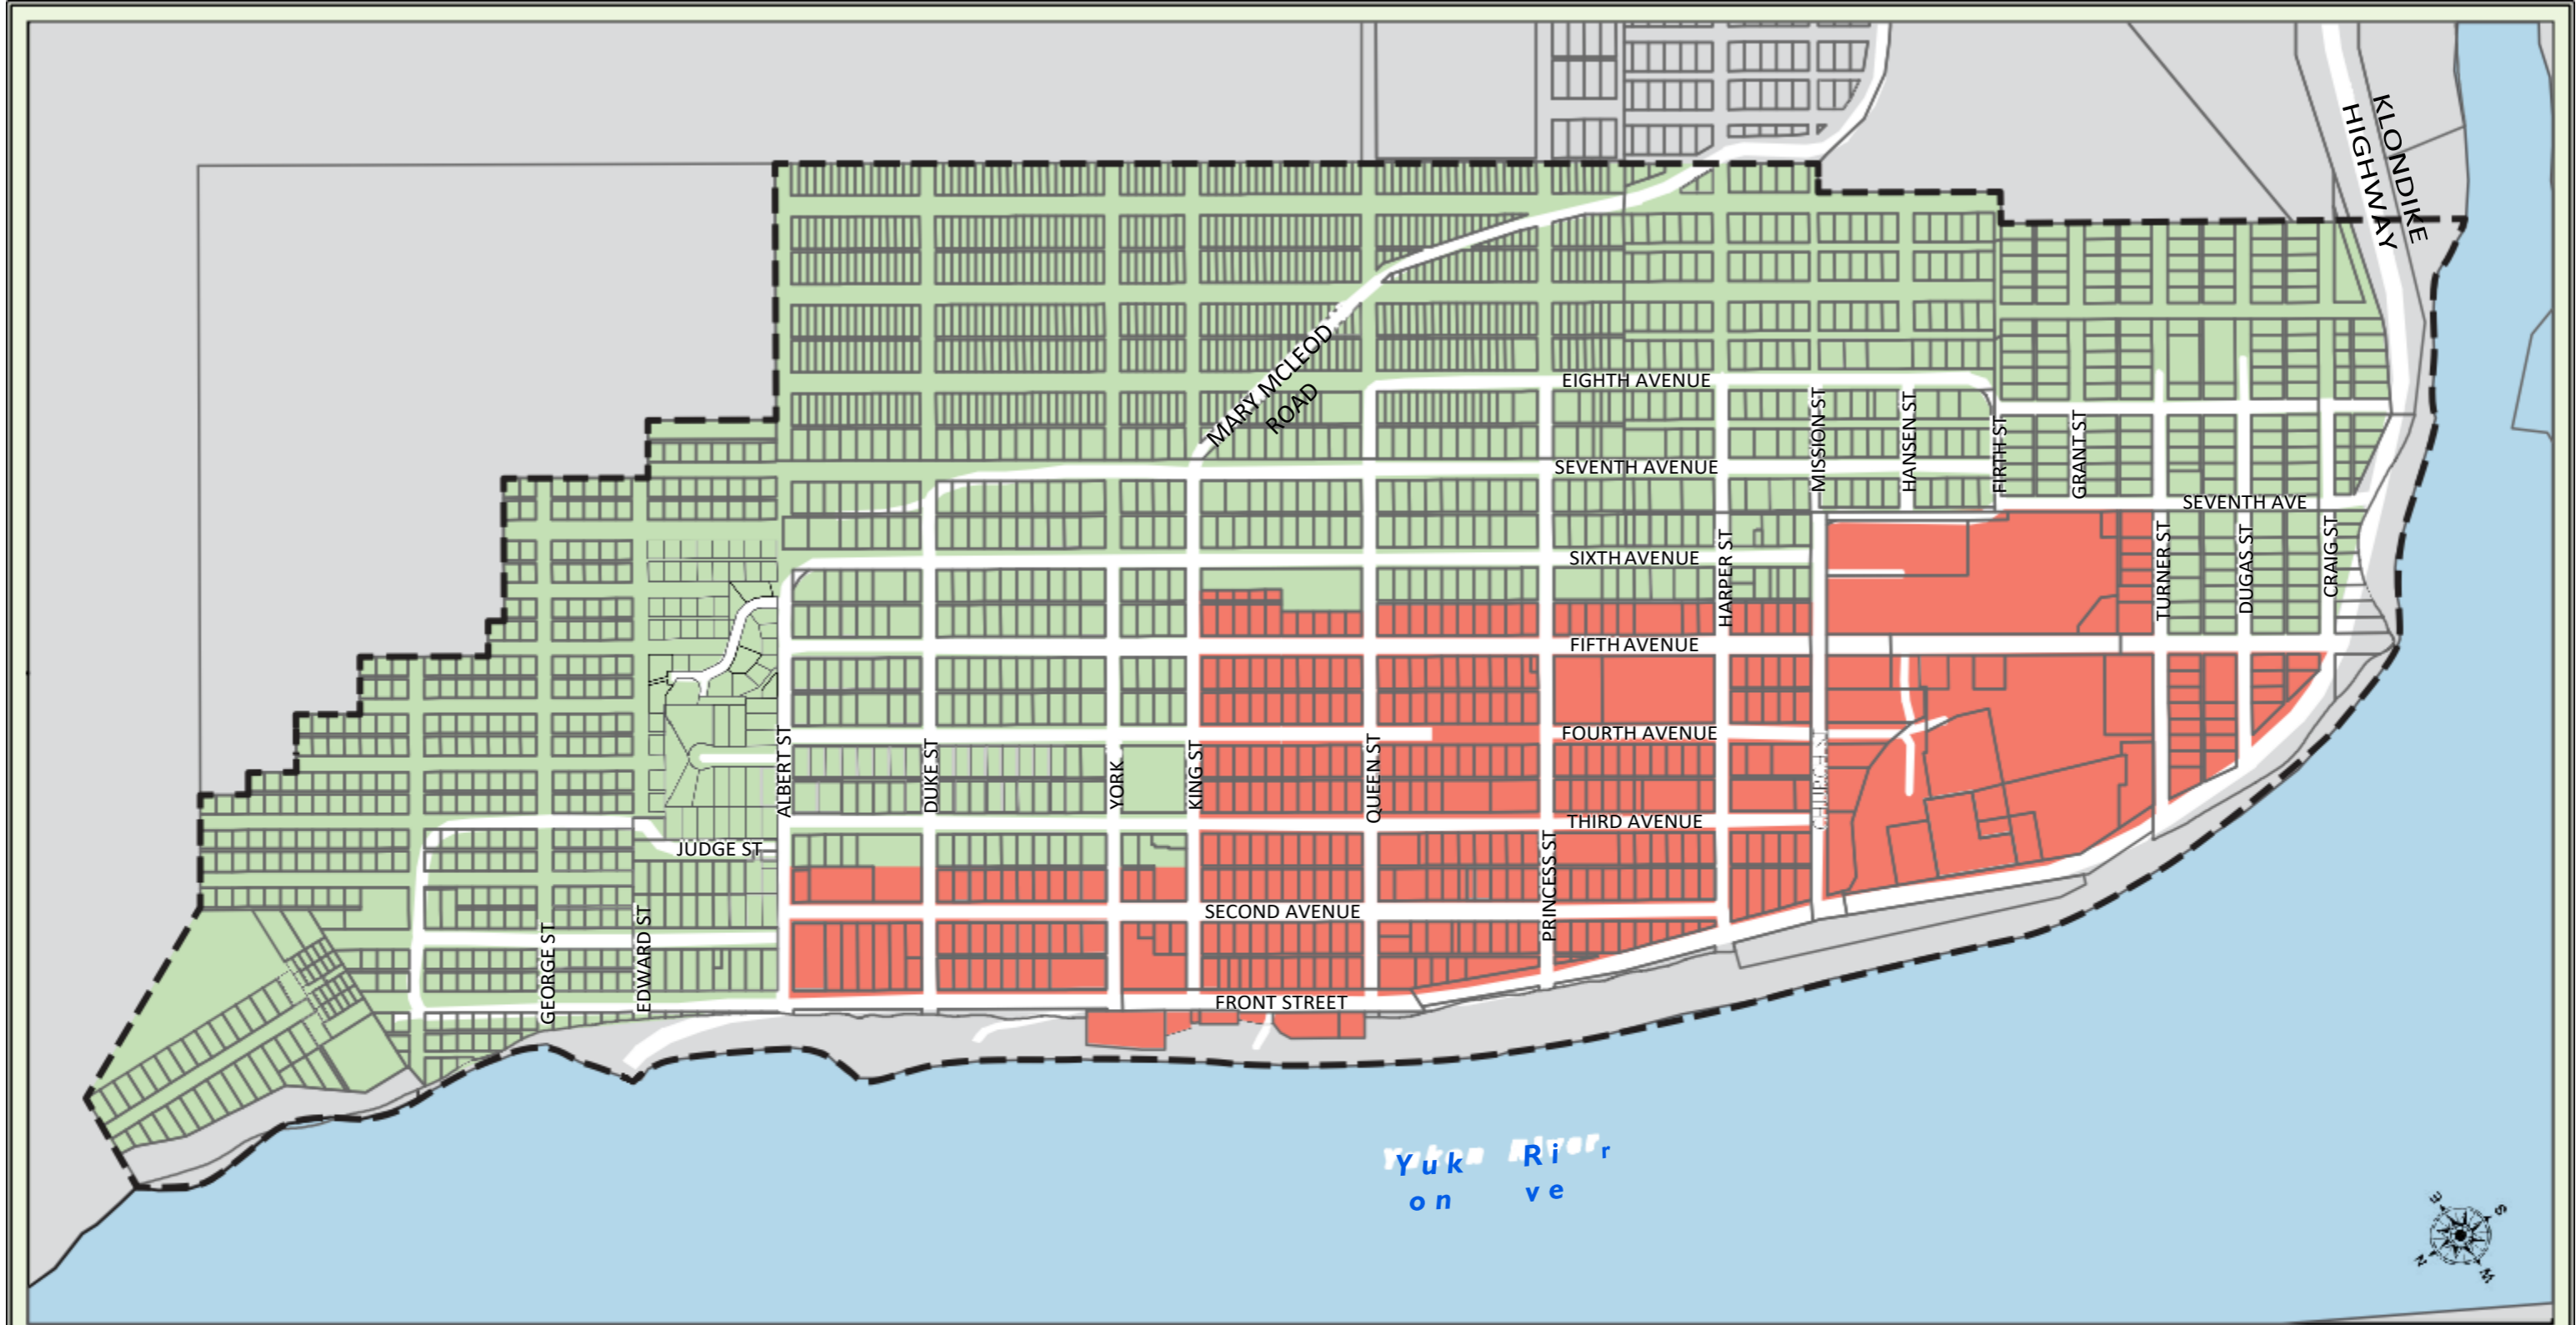 KLONDIKE
HIGHWAY
MARY MCLEOD
ROAD
EIGHTH AVENUE
MISSION ST
HANSEN ST
FIRTH ST
GRANT ST
SEVENTH AVENUE
SEVENTH AVE
HARPER ST
TURNER ST
DUGAS ST
CRAIG ST
SIXTH AVENUE
FIFTH AVENUE
FOURTH AVENUE
ALBERT ST
DUKE ST
YORK
KING ST
QUEEN ST
THIRD AVENUE
JUDGE ST
PRINCESS ST
SECOND AVENUE
GEORGE ST
EDWARD ST
FRONT STREET
Yukon River
Yuk Ri r
on ve
E
S
N
W